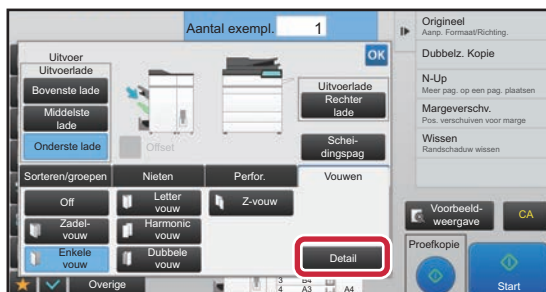 Aantal exempl. 1
OK
Uitvoer
Uitvoerlade
Bovenste lade
Middelste
lade
Onderste lade
Offset
Uitvoerlade
Rechter
lade
Schei-
dingspag
Sorteren/groepen
Nieten
Perfor.
Vouwen
Off
Letter
vouw
Z-vouw
Zadel-
vouw
Harmonic
vouw
Enkele
vouw
Dubbele
vouw
Detail
Overige
3 B4
4 A3 A4
Origineel
Aanp. Formaat/Richting.
Dubbelz. Kopie
N-Up
Meer pag. op een pag. plaatsen
Margeverschv.
Pos. verschuiven voor marge
Wissen
Randschaduw wissen
Voorbeeld-
weergave
CA
Proefkopie
Start